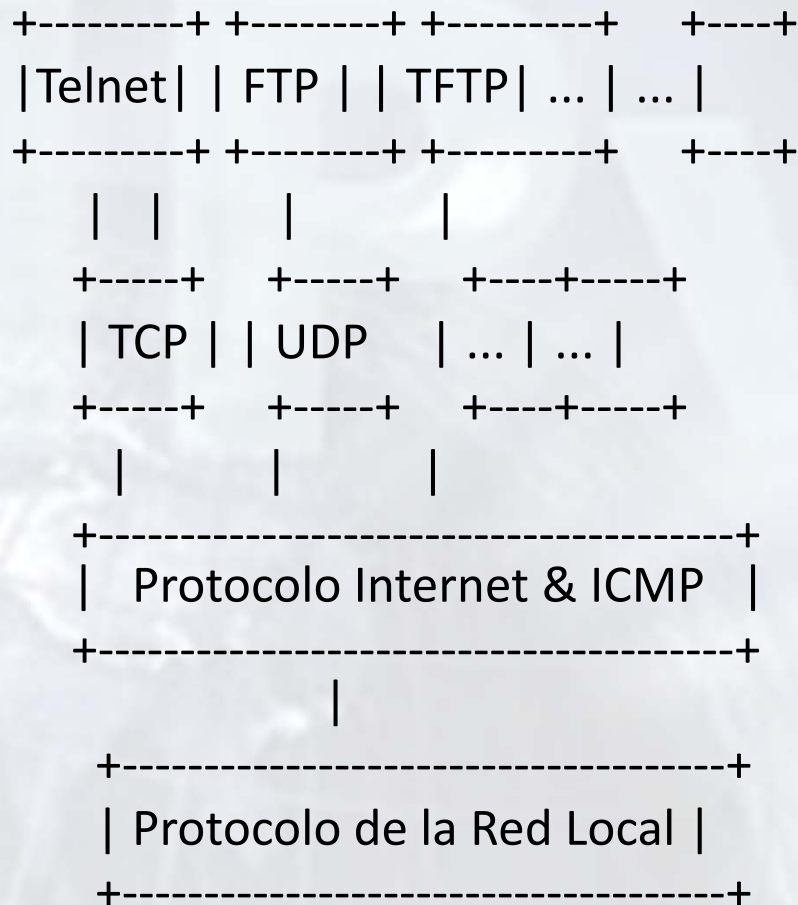 +---------+ +--------+ +---------+ +----+
|Telnet| | FTP | | TFTP| ... | ... |
+---------+ +--------+ +---------+ +----+
| | | |
+-----+ +-----+ +----+-----+
| TCP | | UDP | ... | ... |
+-----+ +-----+ +----+-----+
| | |
+--------------------------------------+
| Protocolo Internet & ICMP |
+--------------------------------------+
|
+------------------------------------+
| Protocolo de la Red Local |
+------------------------------------+